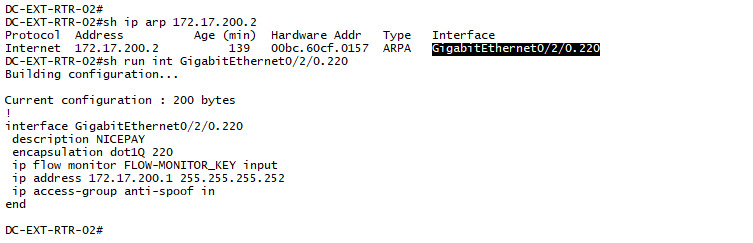 DC-EXT-RTR-02#
DC-EXT-RTR-02#sh ip arp 172.17.200.2
Protocol  Address          Age (min)  Hardware Addr   Type   Interface
Internet  172.17.200.2           139   00bc.60cf.0157  ARPA   GigabitEthernet0/2/0.220
DC-EXT-RTR-02#sh run int GigabitEthernet0/2/0.220
Building configuration...

Current configuration : 200 bytes
!
interface GigabitEthernet0/2/0.220
 description NICEPAY
 encapsulation dot1Q 220
 ip flow monitor FLOW-MONITOR_KEY input
 ip address 172.17.200.1 255.255.255.252
 ip access-group anti-spoof in
end

DC-EXT-RTR-02#